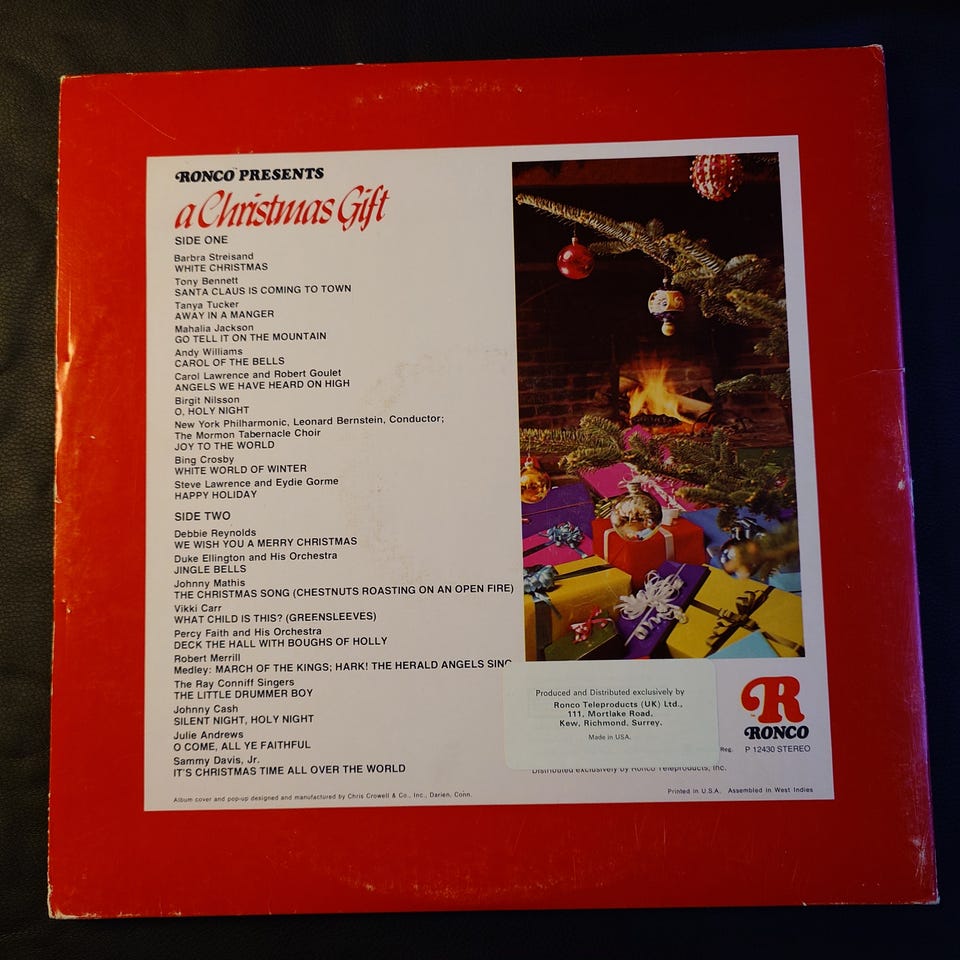 RONCO PRESENTS
a Christmas Gift
SIDE ONE
Barbra Streisand
WHITE CHRISTMAS
Tony Bennett
SANTA CLAUS IS COMING TO TOWN
Tanya Tucker
AWAY IN A MANGER
Mahalia Jackson
GO TELL IT ON THE MOUNTAIN
Andy Williams
CAROL OF THE BELLS
Carol Lawrence and Robert Goulet
ANGELS WE HAVE HEARD ON HIGH
Birgit Nilsson
O, HOLY NIGHT
New York Philharmonic, Leonard Bernstein, Conductor;
The Mormon Tabernacle Choir
JOY TO THE WORLD
Bing Crosby
WHITE WORLD OF WINTER
Steve Lawrence and Eydie Gorme
HAPPY HOLIDAY
SIDE TWO
Debbie Reynolds
WE WISH YOU A MERRY CHRISTMAS
Duke Ellington and His Orchestra
JINGLE BELLS
Johnny Mathis
THE CHRISTMAS SONG (CHESTNUTS ROASTING ON AN OPEN FIRE)
Vikki Carr
WHAT CHILD IS THIS? (GREENSLEEVES)
Percy Faith and His Orchestra
DECK THE HALL WITH BOUGHS OF HOLLY
Robert Merrill
Medley: MARCH OF THE KINGS; HARK! THE HERALD ANGELS SING
The Ray Conniff Singers
THE LITTLE DRUMMER BOY
Johnny Cash
SILENT NIGHT, HOLY NIGHT
Julie Andrews
O COME, ALL YE FAITHFUL
Sammy Davis, Jr.
IT'S CHRISTMAS TIME ALL OVER THE WORLD
Album cover and pop-up designed and manufactured by Chris Crowell & Co., Inc., Darien, Conn.
Produced and Distributed exclusively by
Ronco Teleproducts (UK) Ltd.,
111, Mortlake Road,
Kew, Richmond, Surrey.
Made in USA.
R
RONCO
Reg. P 12430 STEREO
Distributed exclusively by Ronco Teleproducts, Inc.
Printed in U.S.A. Assembled in West Indies